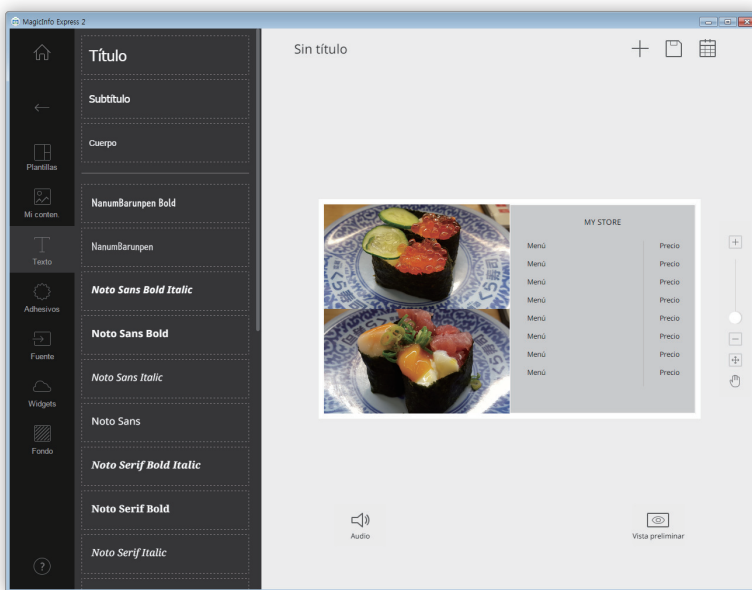 MagicInfo Express 2
Plantillas
Mi conten.
Texto
Adhesivos
Fuente
Widgets
Fondo
?
Título
Subtítulo
Cuerpo
NanumBarunpen Bold
NanumBarunpen
Noto Sans Bold Italic
Noto Sans Bold
Noto Sans Italic
Noto Sans
Noto Serif Bold Italic
Noto Serif Bold
Noto Serif Italic
Sin título
MY STORE
Menú Precio
Menú Precio
Menú Precio
Menú Precio
Menú Precio
Menú Precio
Menú Precio
Menú Precio
Audio
Vista preliminar